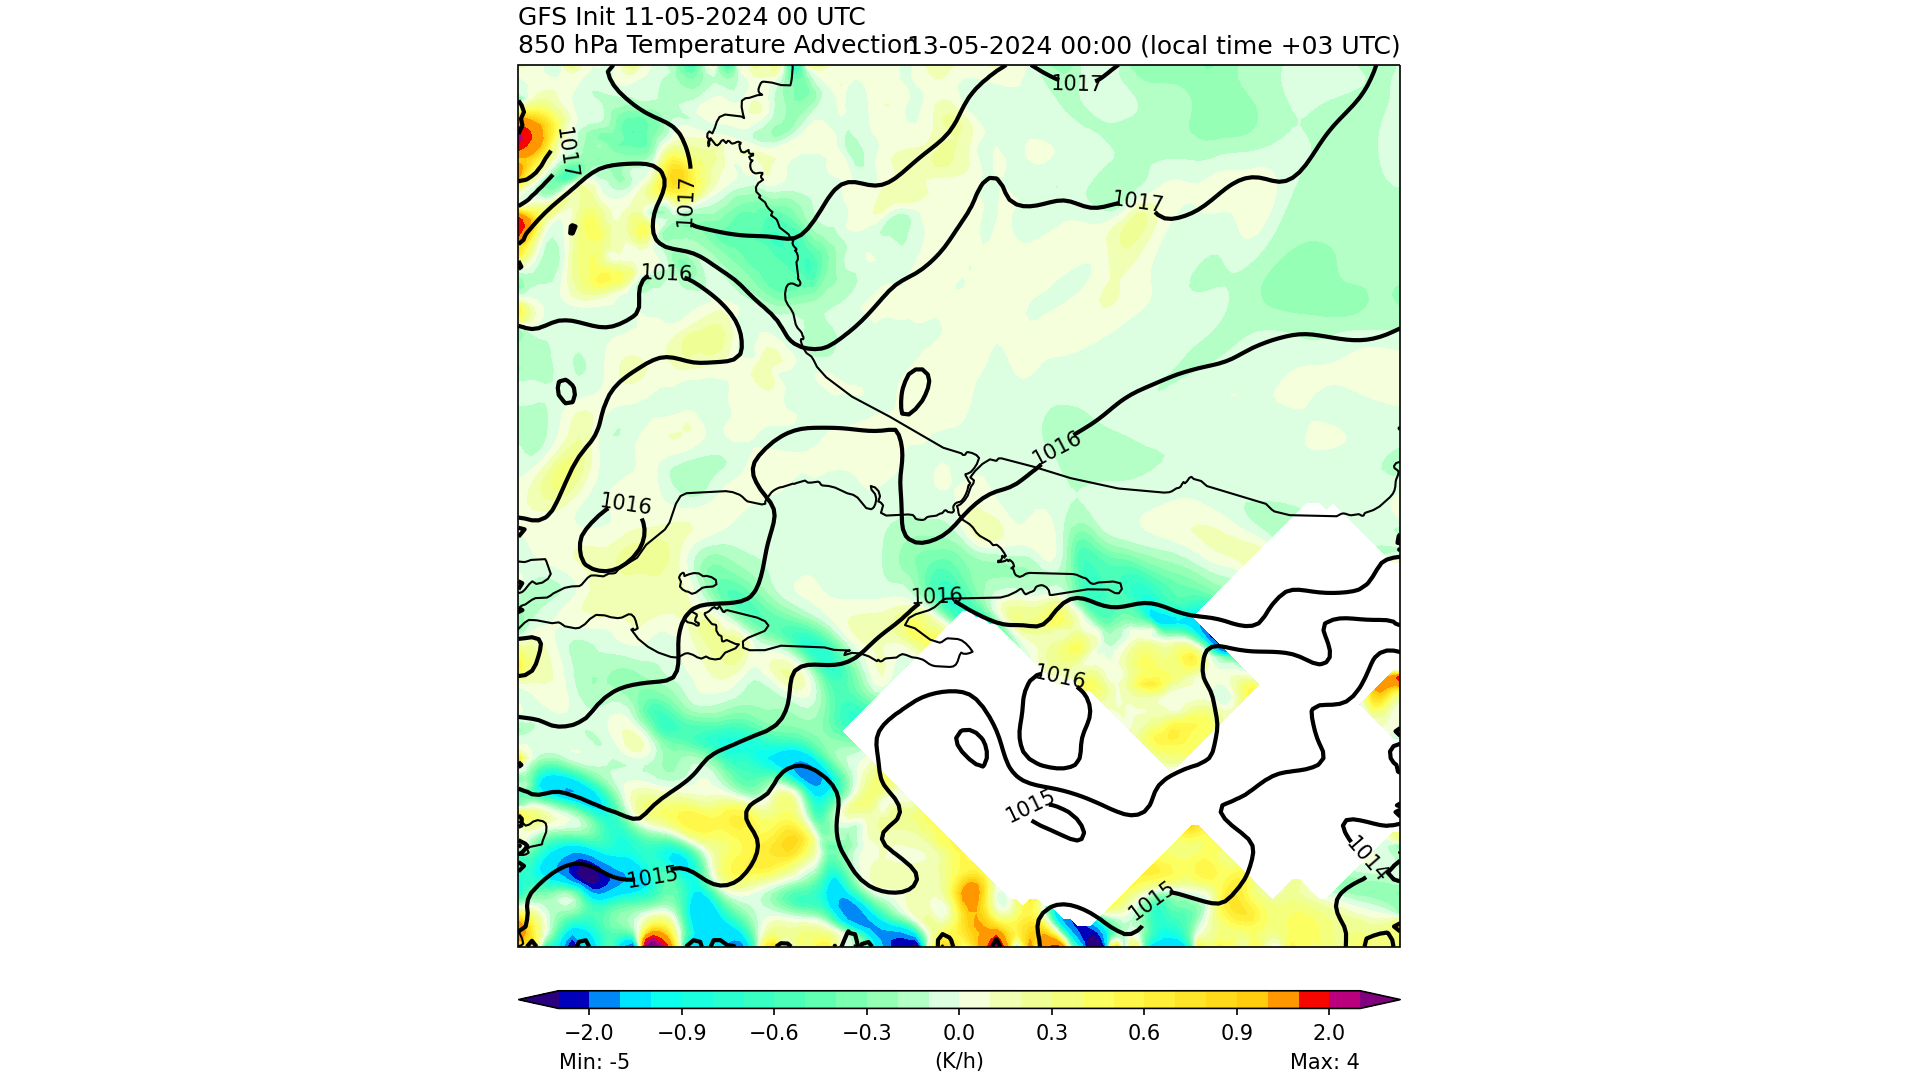 GFS Init 11-05-2024 00 UTC
850 hPa Temperature Advection
13-05-2024 00:00 (local time +03 UTC)
1017
1017
1017
1017
1016
1016
1016
1016
1016
1015
1014
1015
1015
−2.0 −0.9 −0.6 −0.3 0.0 0.3 0.6 0.9 2.0
Min: -5 (K/h) Max: 4